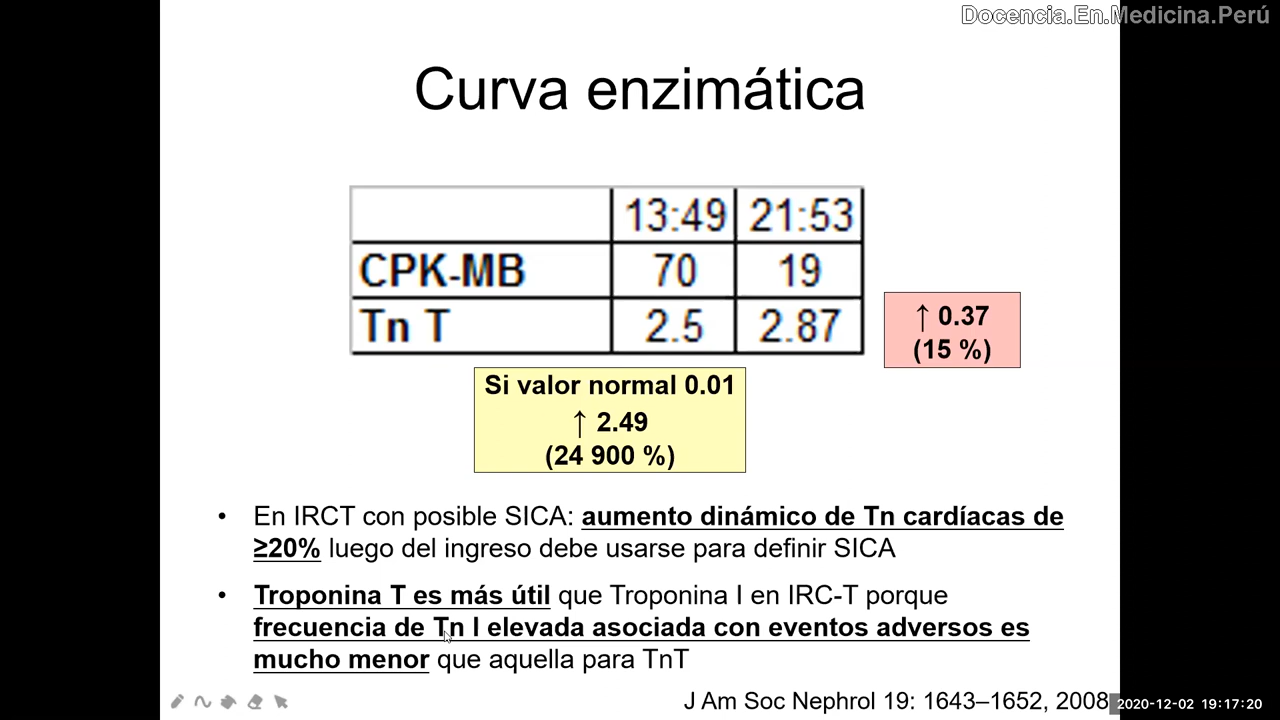 Docencia.En.Medicina.Perú
Curva enzimática
13:49 21:53
CPK-MB 70 19
Tn T 2.5 2.87
↑ 0.37
(15 %)
Si valor normal 0.01
↑ 2.49
(24 900 %)
• En IRCT con posible SICA: aumento dinámico de Tn cardíacas de
≥20% luego del ingreso debe usarse para definir SICA
• Troponina T es más útil que Troponina I en IRC-T porque
frecuencia de Tn I elevada asociada con eventos adversos es
mucho menor que aquella para TnT
J Am Soc Nephrol 19: 1643–1652, 2008
2020-12-02 19:17:20